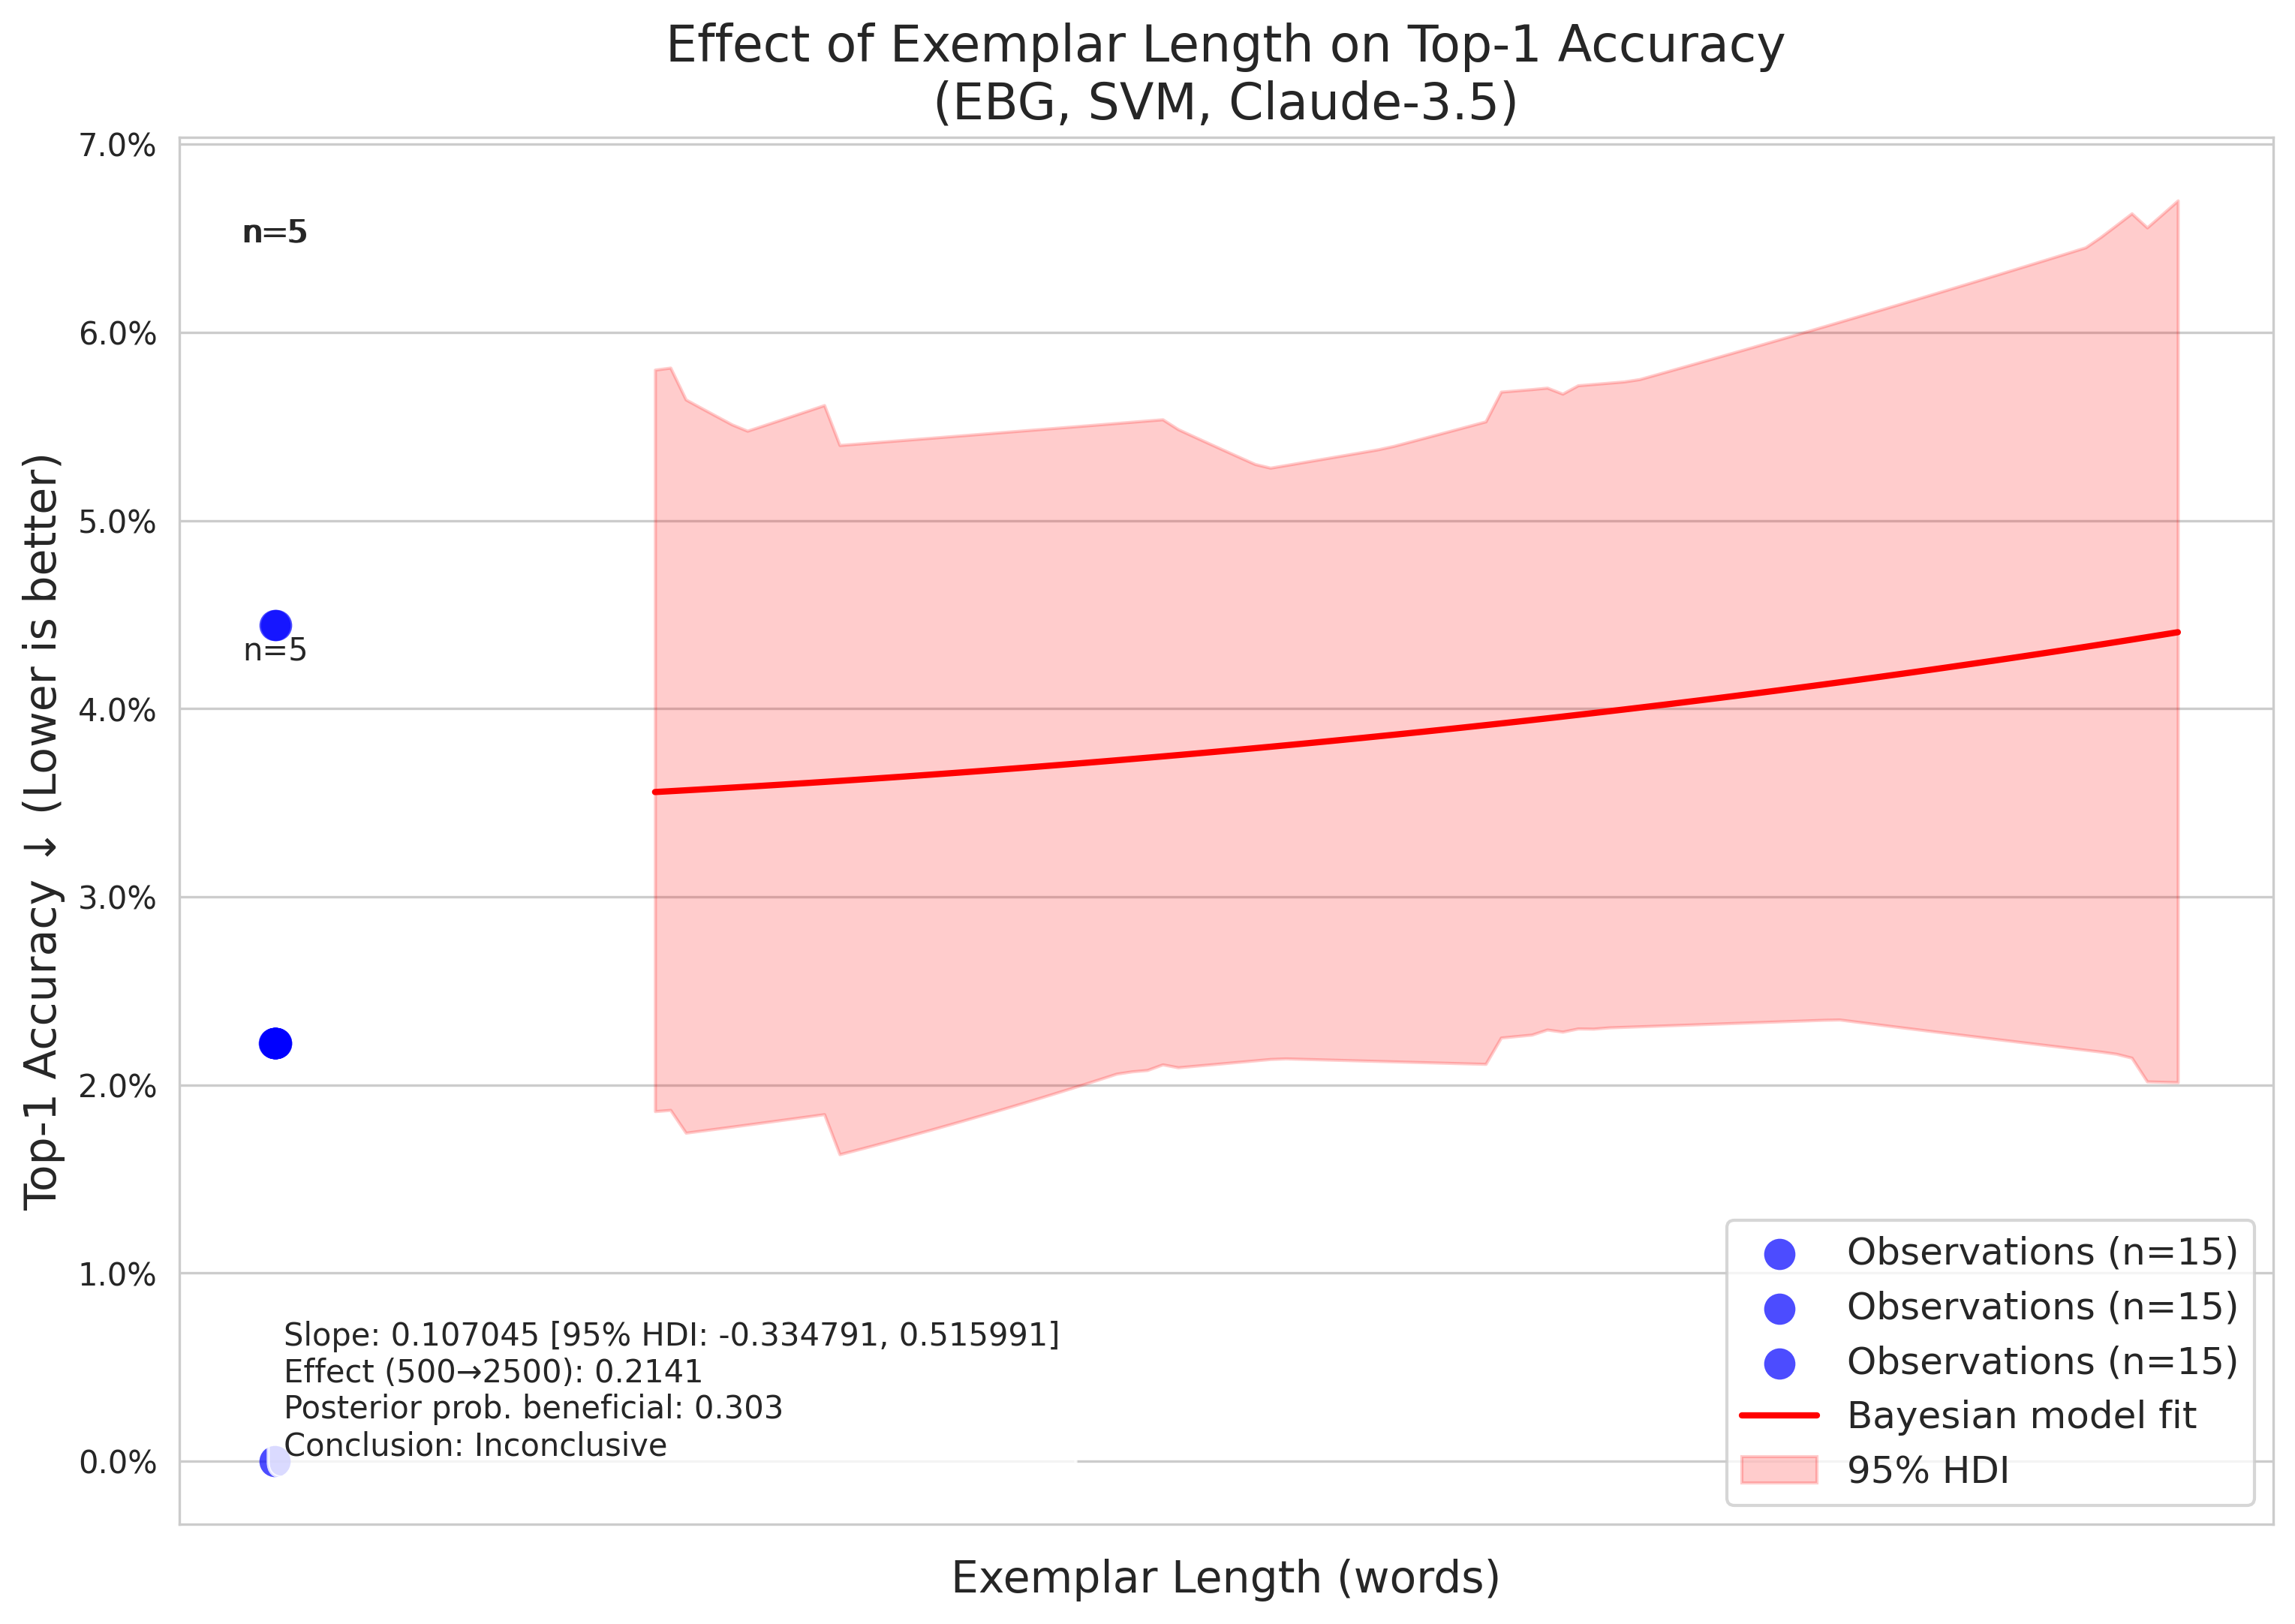 Effect of Exemplar Length on Top-1 Accuracy
(EBG, SVM, Claude-3.5)
Top-1 Accuracy ↓ (Lower is better)
7.0%
6.0%
5.0%
4.0%
3.0%
2.0%
1.0%
0.0%
n=5
n=5
Slope: 0.107045 [95% HDI: -0.334791, 0.515991]
Effect (500→2500): 0.2141
Posterior prob. beneficial: 0.303
Conclusion: Inconclusive
Observations (n=15)
Observations (n=15)
Observations (n=15)
Bayesian model fit
95% HDI
Exemplar Length (words)